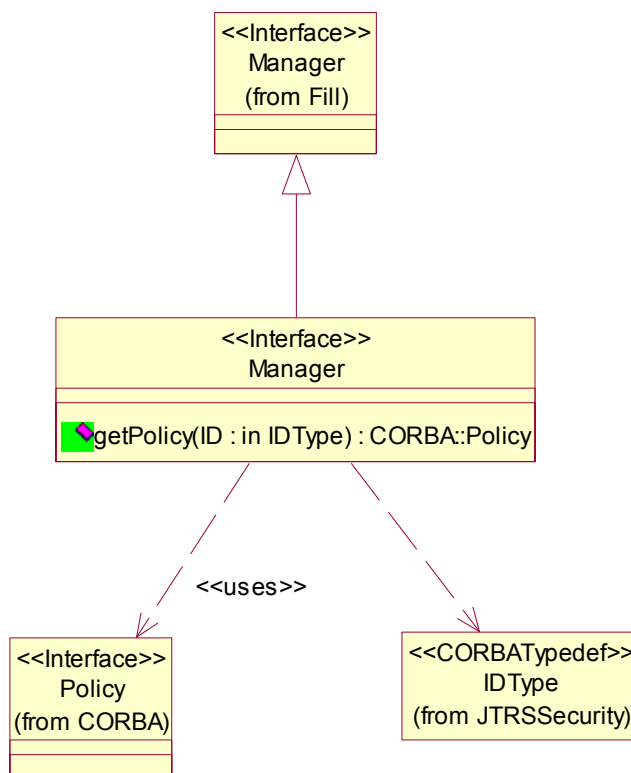 <<Interface>>
Manager
(from Fill)
<<Interface>>
Manager
getPolicy(ID : in IDType) : CORBA::Policy
<<uses>>
<<Interface>>
Policy
(from CORBA)
<<CORBATypedef>>
IDType
(from JTRSSecurity)